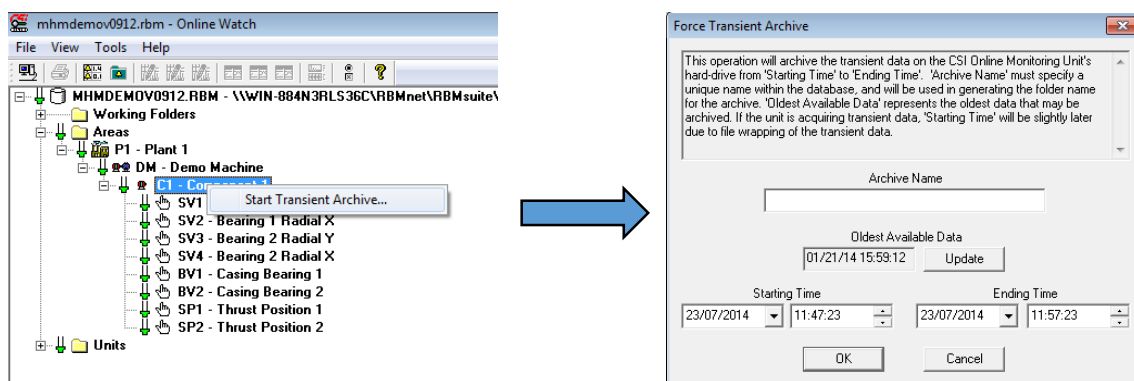 mhmdemov0912.rbm - Online Watch
File View Tools Help
MHMDEMOV0912.RBM - \\WIN-884N3RLS36C\RBMnet\RBMsuite\
Working Folders
Areas
P1 - Plant 1
DM - Demo Machine
C1 - Component 1
Start Transient Archive...
SV1
SV2 - Bearing 1 Radial X
SV3 - Bearing 2 Radial Y
SV4 - Bearing 2 Radial X
BV1 - Casing Bearing 1
BV2 - Casing Bearing 2
SP1 - Thrust Position 1
SP2 - Thrust Position 2
Units
Force Transient Archive
This operation will archive the transient data on the CSI Online Monitoring Unit's
hard-drive from 'Starting Time' to 'Ending Time'. 'Archive Name' must specify a
unique name within the database, and will be used in generating the folder name
for the archive. 'Oldest Available Data' represents the oldest data that may be
archived. If the unit is acquiring transient data, 'Starting Time' will be slightly later
due to file wrapping of the transient data.
Archive Name
Oldest Available Data
01/21/14 15:59:12 Update
Starting Time Ending Time
23/07/2014 11:47:23 23/07/2014 11:57:23
OK Cancel